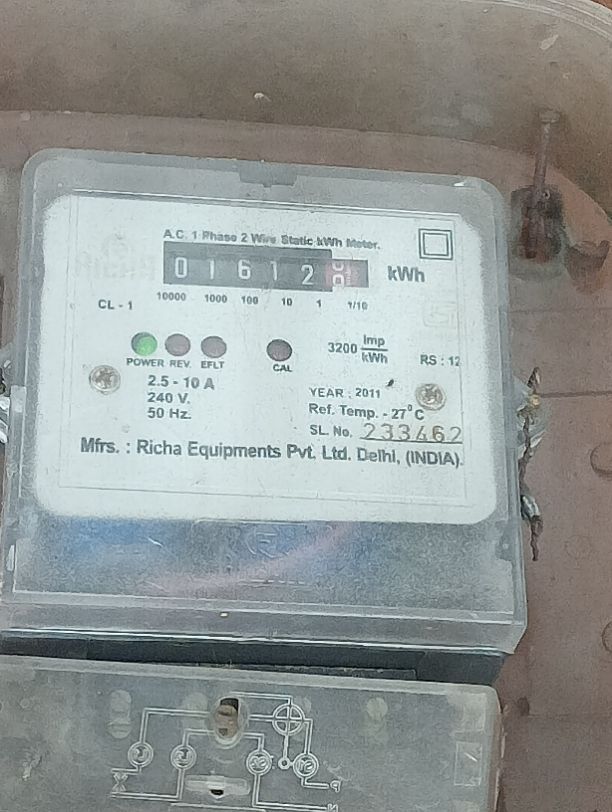 A.C. 1 Phase 2 Wire Static kWh Meter.
0 1 6 1 2 kWh
10000 1000 100 10 1 1/10
CL - 1
3200 Imp/kWh
RS : 12
POWER REV. EFLT CAL
2.5 - 10 A
240 V.
50 Hz.
YEAR : 2011
Ref. Temp. - 27°C
SL. No. 233462
Mfrs. : Richa Equipments Pvt. Ltd. Delhi, (INDIA).